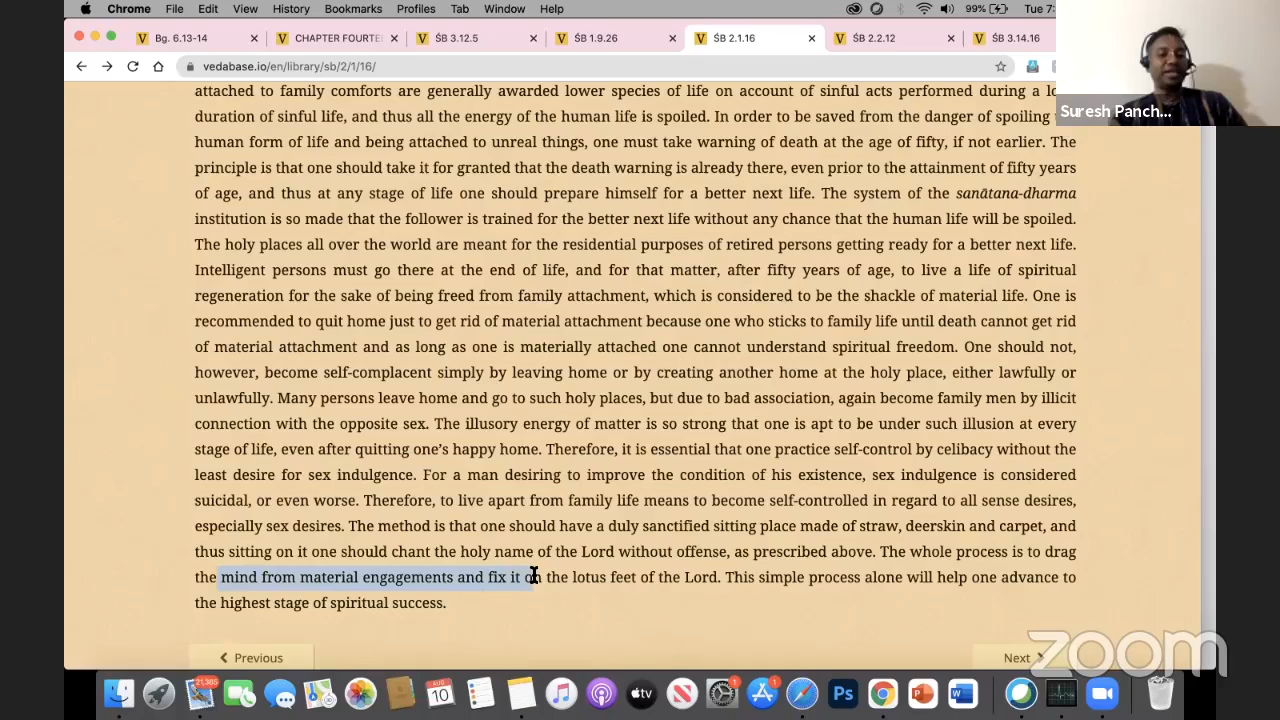 Chrome File Edit View History Bookmarks Profiles Tab Window Help 99% Tue 7:
Bg. 6.13-14 CHAPTER FOURTE ŚB 3.12.5 ŚB 1.9.26 ŚB 2.1.16 ŚB 2.2.12 ŚB 3.14.16
vedabase.io/en/library/sb/2/1/16/
Suresh Panch...
attached to family comforts are generally awarded lower species of life on account of sinful acts performed during a lo
duration of sinful life, and thus all the energy of the human life is spoiled. In order to be saved from the danger of spoiling
human form of life and being attached to unreal things, one must take warning of death at the age of fifty, if not earlier. The
principle is that one should take it for granted that the death warning is already there, even prior to the attainment of fifty years
of age, and thus at any stage of life one should prepare himself for a better next life. The system of the sanātana-dharma
institution is so made that the follower is trained for the better next life without any chance that the human life will be spoiled.
The holy places all over the world are meant for the residential purposes of retired persons getting ready for a better next life.
Intelligent persons must go there at the end of life, and for that matter, after fifty years of age, to live a life of spiritual
regeneration for the sake of being freed from family attachment, which is considered to be the shackle of material life. One is
recommended to quit home just to get rid of material attachment because one who sticks to family life until death cannot get rid
of material attachment and as long as one is materially attached one cannot understand spiritual freedom. One should not,
however, become self-complacent simply by leaving home or by creating another home at the holy place, either lawfully or
unlawfully. Many persons leave home and go to such holy places, but due to bad association, again become family men by illicit
connection with the opposite sex. The illusory energy of matter is so strong that one is apt to be under such illusion at every
stage of life, even after quitting one’s happy home. Therefore, it is essential that one practice self-control by celibacy without the
least desire for sex indulgence. For a man desiring to improve the condition of his existence, sex indulgence is considered
suicidal, or even worse. Therefore, to live apart from family life means to become self-controlled in regard to all sense desires,
especially sex desires. The method is that one should have a duly sanctified sitting place made of straw, deerskin and carpet, and
thus sitting on it one should chant the holy name of the Lord without offense, as prescribed above. The whole process is to drag
the mind from material engagements and fix it on the lotus feet of the Lord. This simple process alone will help one advance to
the highest stage of spiritual success.
Previous Next
zoom
21,385 AUG 10 tv 1 1 Ps P W